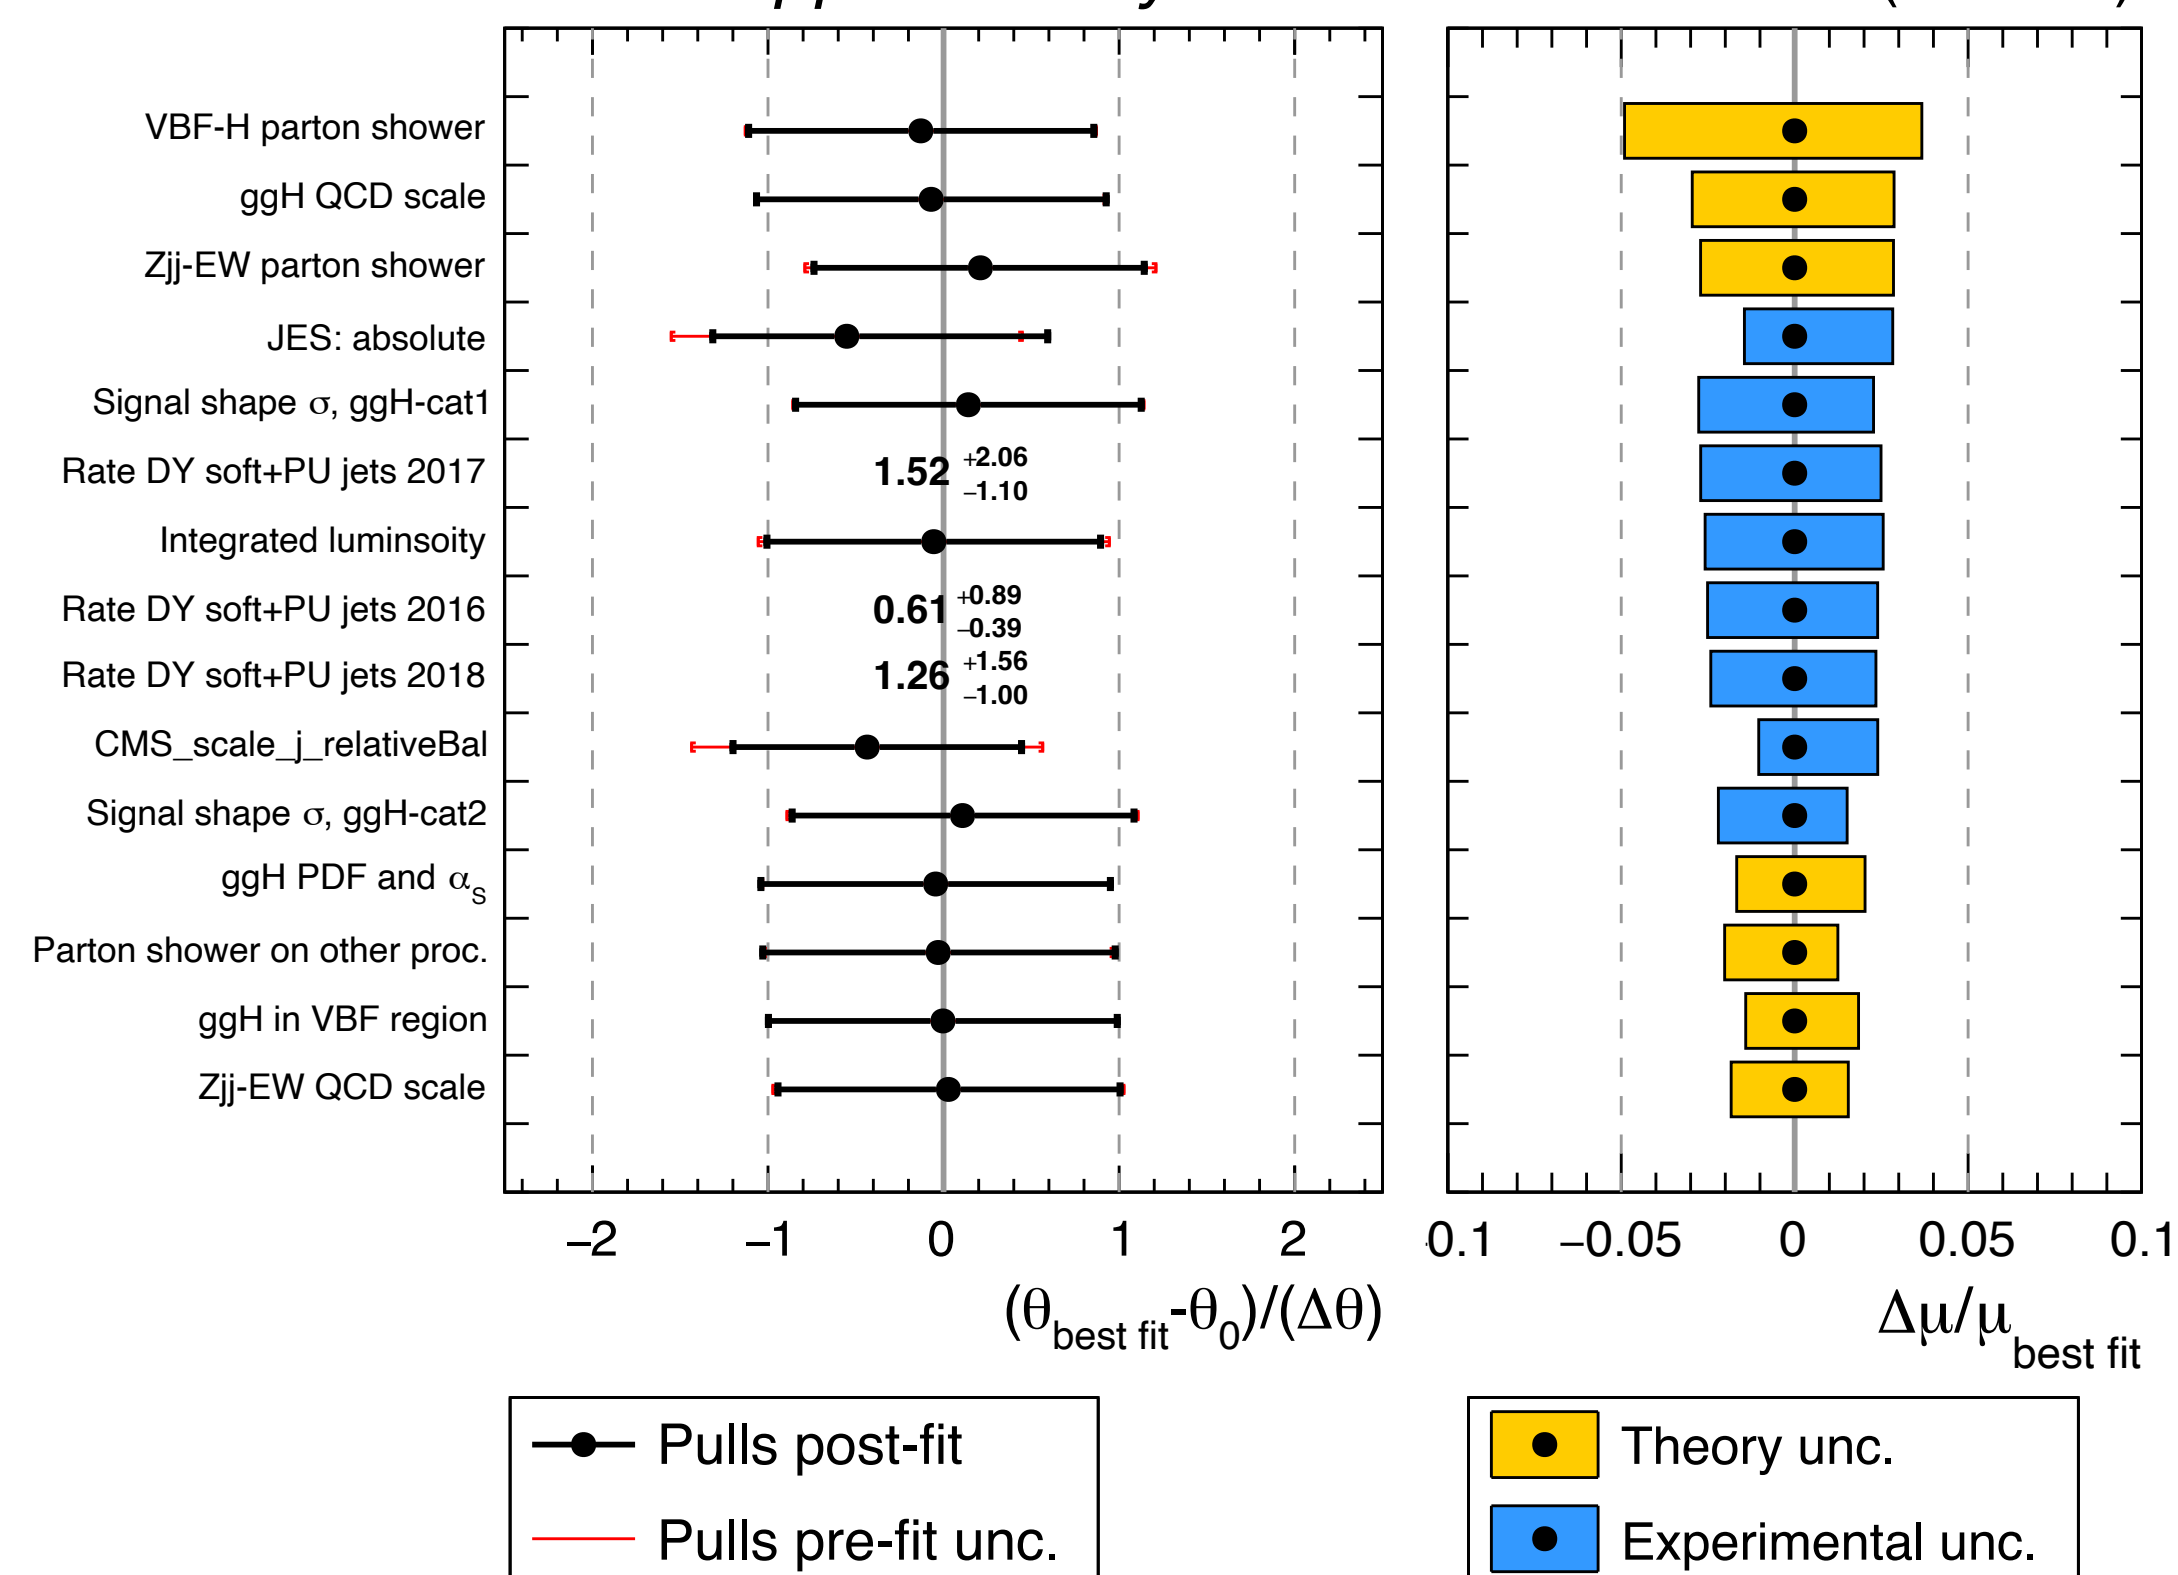 VBF-H parton shower
ggH QCD scale
Zjj-EW parton shower
JES: absolute
Signal shape σ, ggH-cat1
Rate DY soft+PU jets 2017 1.52 +2.06 −1.10
Integrated luminsoity
Rate DY soft+PU jets 2016 0.61 +0.89 −0.39
Rate DY soft+PU jets 2018 1.26 +1.56 −1.00
CMS_scale_j_relativeBal
Signal shape σ, ggH-cat2
ggH PDF and αS
Parton shower on other proc.
ggH in VBF region
Zjj-EW QCD scale
−2 −1 0 1 2
0.1 −0.05 0 0.05 0.1
(θbest fit-θ0)/(Δθ)
Δμ/μbest fit
Pulls post-fit
Pulls pre-fit unc.
Theory unc.
Experimental unc.